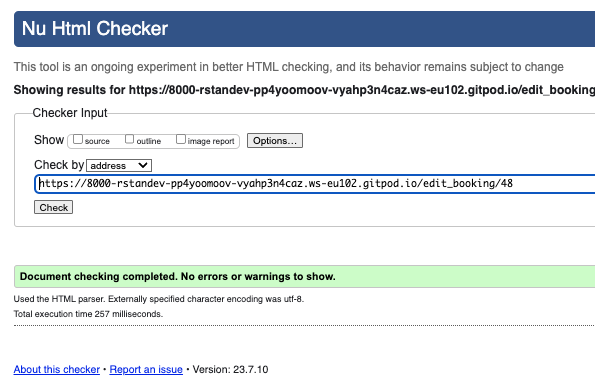 Nu Html Checker
This tool is an ongoing experiment in better HTML checking, and its behavior remains subject to change
Showing results for https://8000-rstandev-pp4yoomoov-vyahp3n4caz.ws-eu102.gitpod.io/edit_booking
Checker Input
Show source outline image report Options...
Check by address
https://8000-rstandev-pp4yoomoov-vyahp3n4caz.ws-eu102.gitpod.io/edit_booking/48
Check
Document checking completed. No errors or warnings to show.
Used the HTML parser. Externally specified character encoding was utf-8.
Total execution time 257 milliseconds.
About this checker • Report an issue • Version: 23.7.10